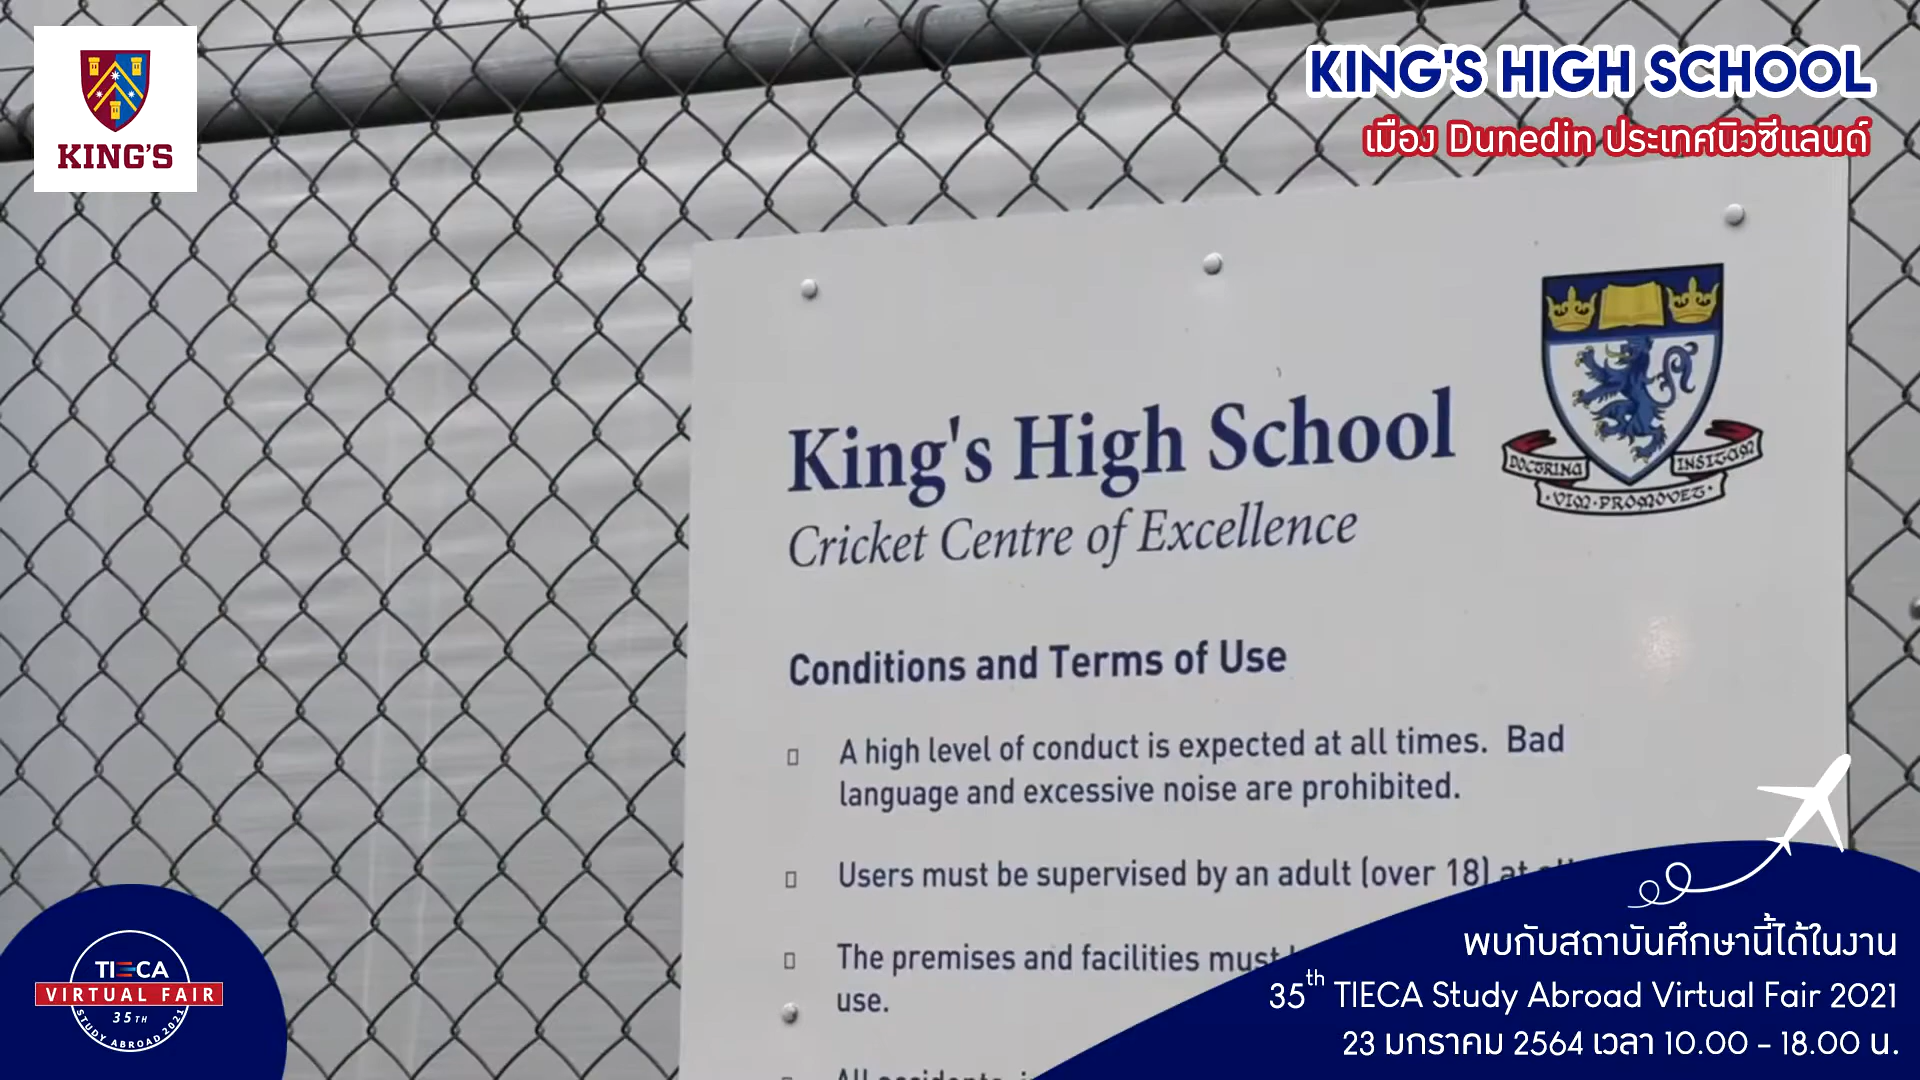 KING'S
KING'S HIGH SCHOOL
เมือง Dunedin ประเทศนิวซีแลนด์
King's High School
Cricket Centre of Excellence
DOCTRINA INSITAM
VIM PROMOVET
Conditions and Terms of Use
A high level of conduct is expected at all times. Bad
language and excessive noise are prohibited.
Users must be supervised by an adult (over 18) at
The premises and facilities must
use.
All accidents
TIECA
VIRTUAL FAIR
35TH
STUDY ABROAD 2021
พบกับสถาบันศึกษานี้ได้ในงาน
35th TIECA Study Abroad Virtual Fair 2021
23 มกราคม 2564 เวลา 10.00 - 18.00 น.